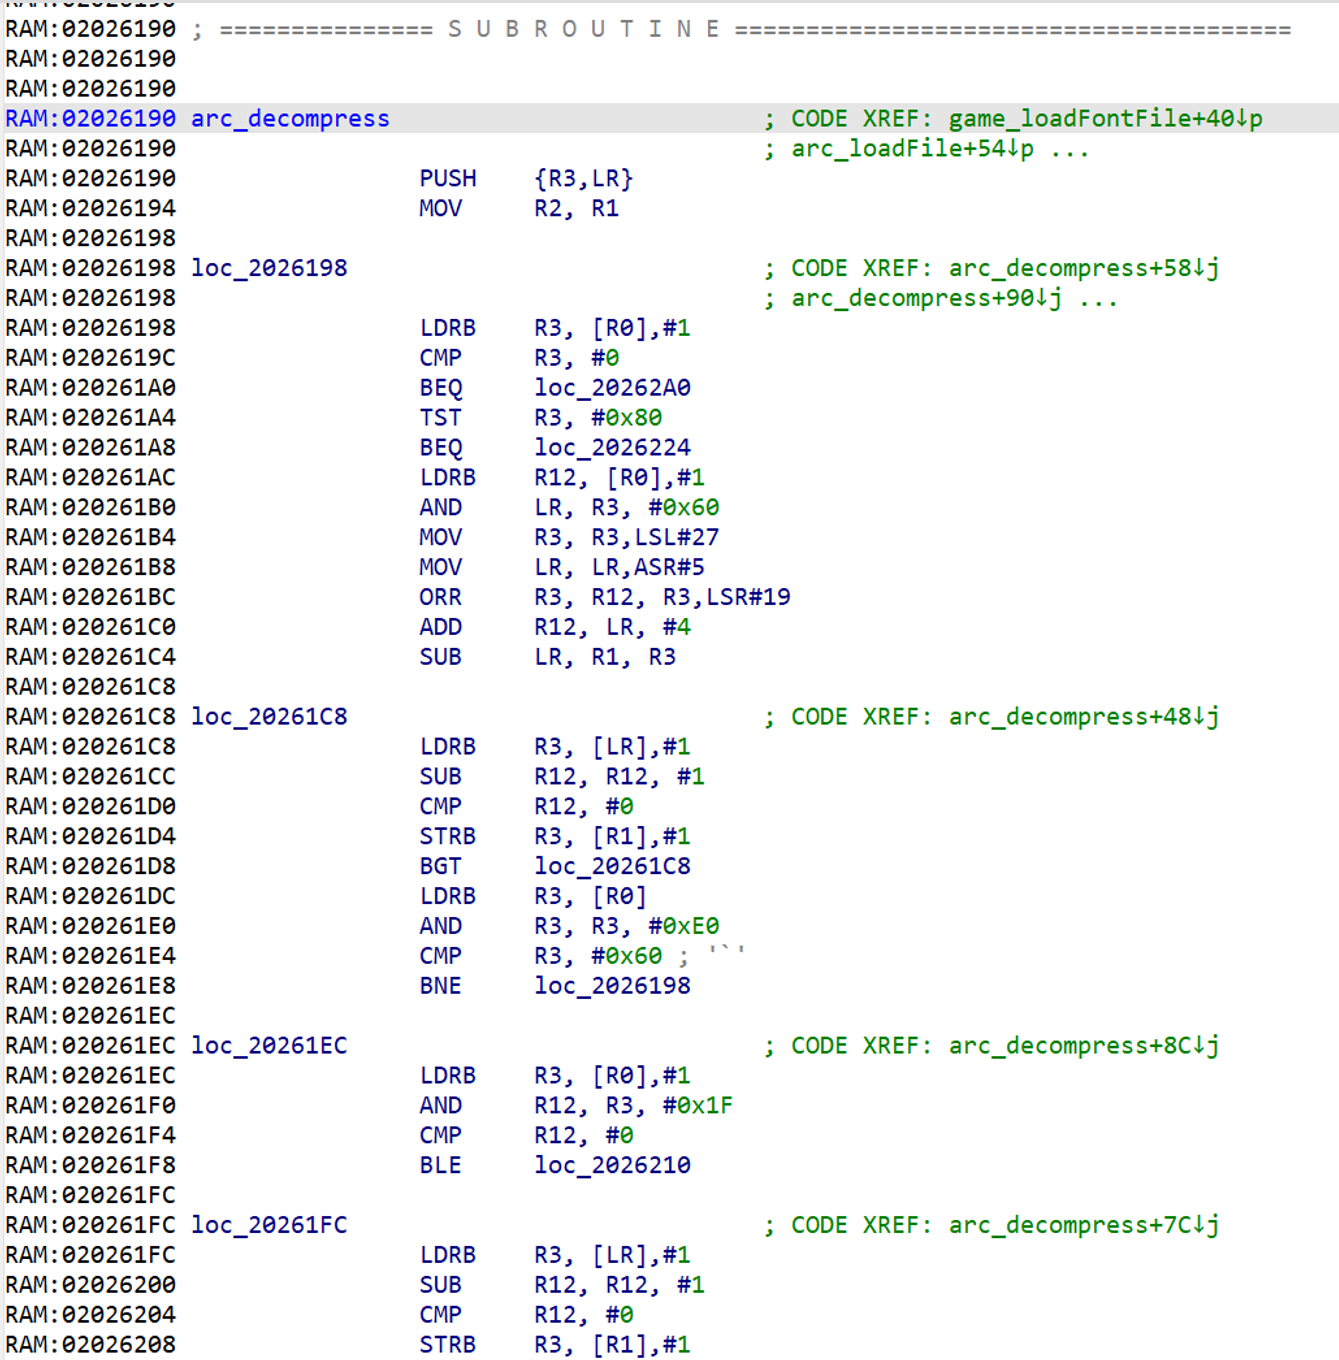 RAM:02026190 ; =============== S U B R O U T I N E =======================================
RAM:02026190
RAM:02026190
RAM:02026190 arc_decompress ; CODE XREF: game_loadFontFile+40↓p
RAM:02026190 ; arc_loadFile+54↓p ...
RAM:02026190 PUSH {R3,LR}
RAM:02026194 MOV R2, R1
RAM:02026198
RAM:02026198 loc_2026198 ; CODE XREF: arc_decompress+58↓j
RAM:02026198 ; arc_decompress+90↓j ...
RAM:02026198 LDRB R3, [R0],#1
RAM:0202619C CMP R3, #0
RAM:020261A0 BEQ loc_20262A0
RAM:020261A4 TST R3, #0x80
RAM:020261A8 BEQ loc_2026224
RAM:020261AC LDRB R12, [R0],#1
RAM:020261B0 AND LR, R3, #0x60
RAM:020261B4 MOV R3, R3,LSL#27
RAM:020261B8 MOV LR, LR,ASR#5
RAM:020261BC ORR R3, R12, R3,LSR#19
RAM:020261C0 ADD R12, LR, #4
RAM:020261C4 SUB LR, R1, R3
RAM:020261C8
RAM:020261C8 loc_20261C8 ; CODE XREF: arc_decompress+48↓j
RAM:020261C8 LDRB R3, [LR],#1
RAM:020261CC SUB R12, R12, #1
RAM:020261D0 CMP R12, #0
RAM:020261D4 STRB R3, [R1],#1
RAM:020261D8 BGT loc_20261C8
RAM:020261DC LDRB R3, [R0]
RAM:020261E0 AND R3, R3, #0xE0
RAM:020261E4 CMP R3, #0x60 ; '`'
RAM:020261E8 BNE loc_2026198
RAM:020261EC
RAM:020261EC loc_20261EC ; CODE XREF: arc_decompress+8C↓j
RAM:020261EC LDRB R3, [R0],#1
RAM:020261F0 AND R12, R3, #0x1F
RAM:020261F4 CMP R12, #0
RAM:020261F8 BLE loc_2026210
RAM:020261FC
RAM:020261FC loc_20261FC ; CODE XREF: arc_decompress+7C↓j
RAM:020261FC LDRB R3, [LR],#1
RAM:02026200 SUB R12, R12, #1
RAM:02026204 CMP R12, #0
RAM:02026208 STRB R3, [R1],#1